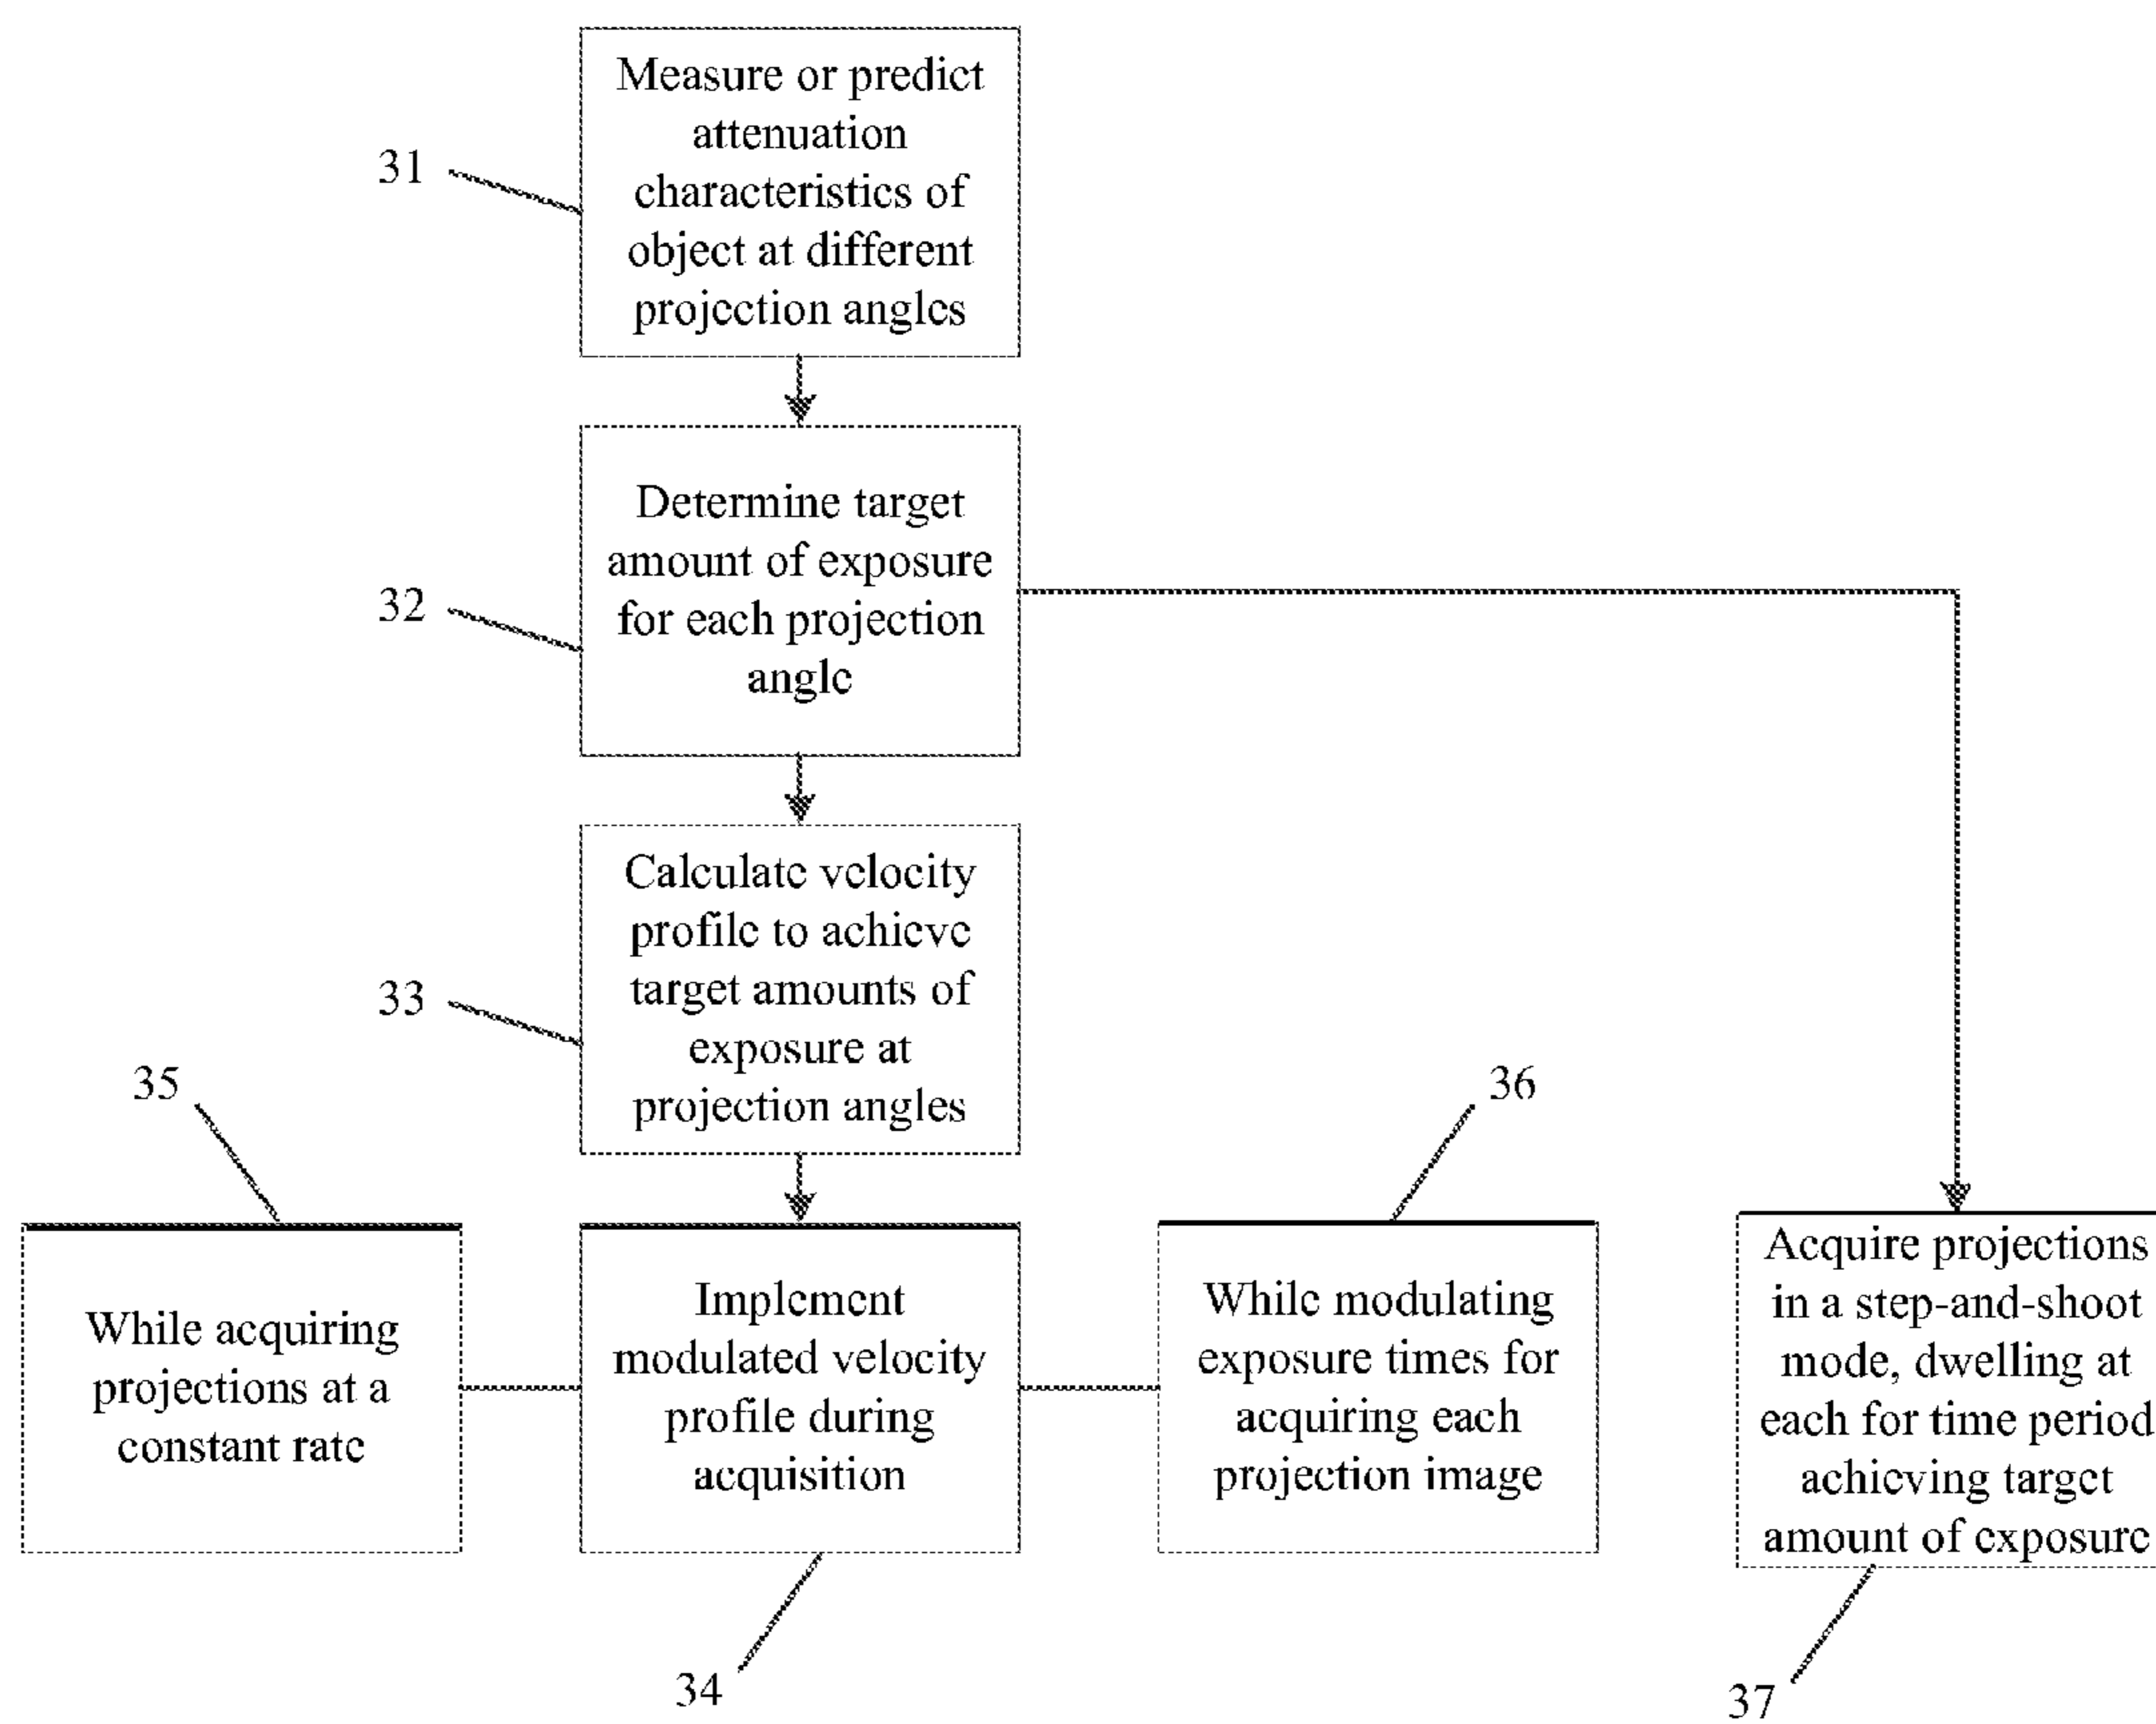 Measure or predict
attenuation
characteristics of
object at different
projection angles
31
Determine target
amount of exposure
for each projection
angle
32
Calculate velocity
profile to achieve
target amounts of
exposure at
projection angles
33
35
36
While acquiring
projections at a
constant rate
Implement
modulated velocity
profile during
acquisition
While modulating
exposure times for
acquiring each
projection image
Acquire projections
in a step-and-shoot
mode, dwelling at
each for time period
achieving target
amount of exposure
34
37